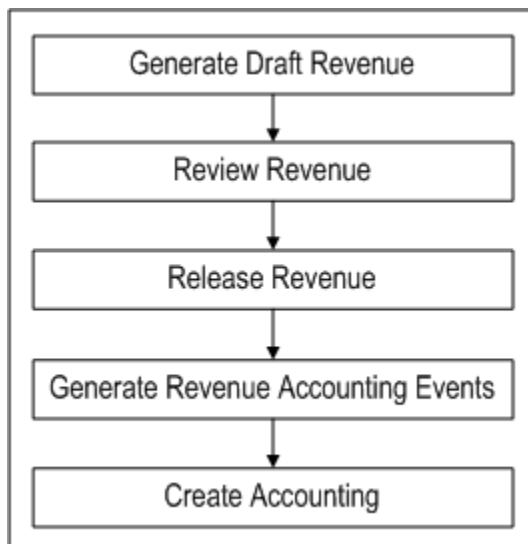 Generate Draft Revenue
Review Revenue
Release Revenue
Generate Revenue Accounting Events
Create Accounting